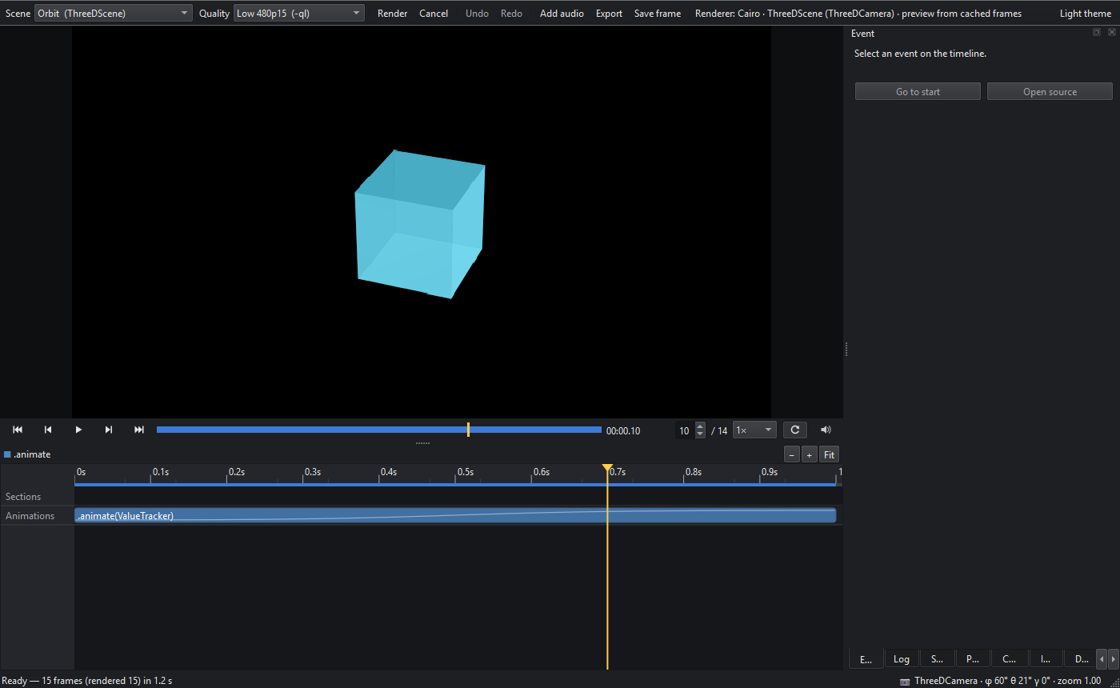 Scene Orbit (ThreeDScene) Quality Low 480p15 (-ql) Render Cancel Undo Redo Add audio Export Save frame Renderer: Cairo · ThreeDScene (ThreeDCamera) · preview from cached frames Light theme
Event
Select an event on the timeline.
Go to start Open source
00:00.10 10 / 14 1×
.animate − + Fit
0s 0.1s 0.2s 0.3s 0.4s 0.5s 0.6s 0.7s 0.8s 0.9s 1
Sections
Animations .animate(ValueTracker)
E... Log S... P... C... I... D...
Ready — 15 frames (rendered 15) in 1.2 s ThreeDCamera · φ 60° θ 21° γ 0° · zoom 1.00